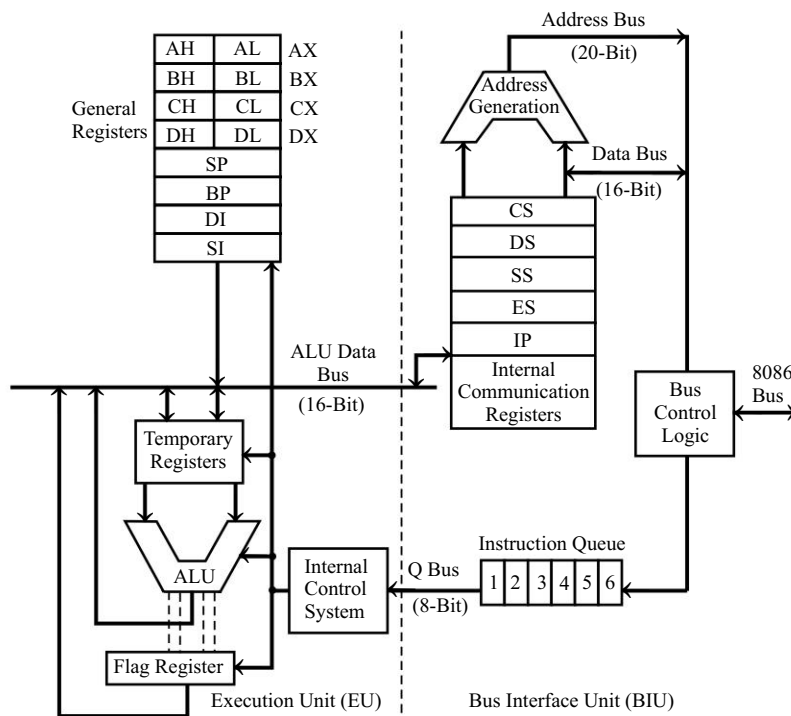 Address Bus
(20-Bit)
AH AL AX
BH BL BX
CH CL CX
DH DL DX
General
Registers
SP
BP
DI
SI
Address
Generation
Data Bus
(16-Bit)
CS
DS
SS
ES
IP
Internal
Communication
Registers
ALU Data
Bus
(16-Bit)
Bus
Control
Logic
8086
Bus
Temporary
Registers
ALU
Internal
Control
System
Q Bus
(8-Bit)
Instruction Queue
1 2 3 4 5 6
Flag Register
Execution Unit (EU)
Bus Interface Unit (BIU)